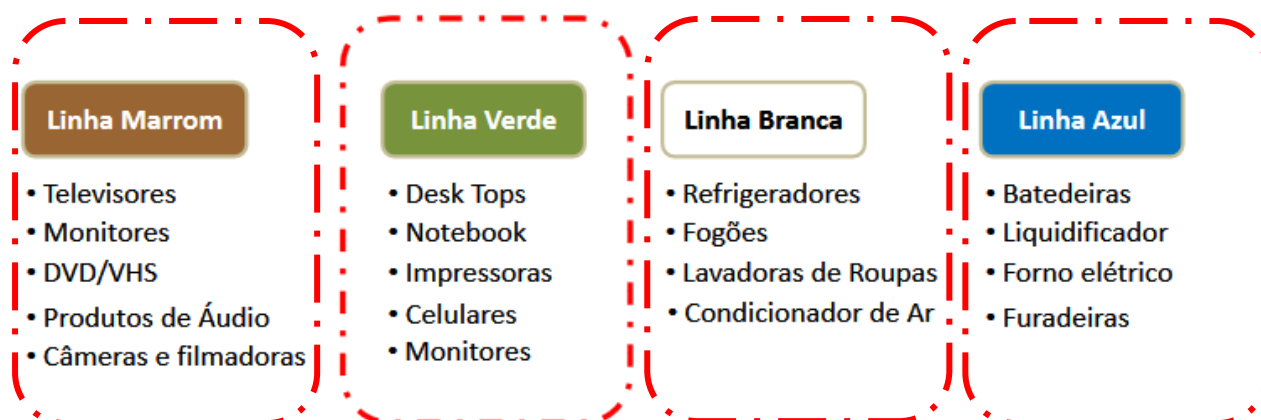 Linha Marrom
• Televisores
• Monitores
• DVD/VHS
• Produtos de Áudio
• Câmeras e filmadoras
Linha Verde
• Desk Tops
• Notebook
• Impressoras
• Celulares
• Monitores
Linha Branca
• Refrigeradores
• Fogões
• Lavadoras de Roupas
• Condicionador de Ar
Linha Azul
• Batedeiras
• Liquidificador
• Forno elétrico
• Furadeiras